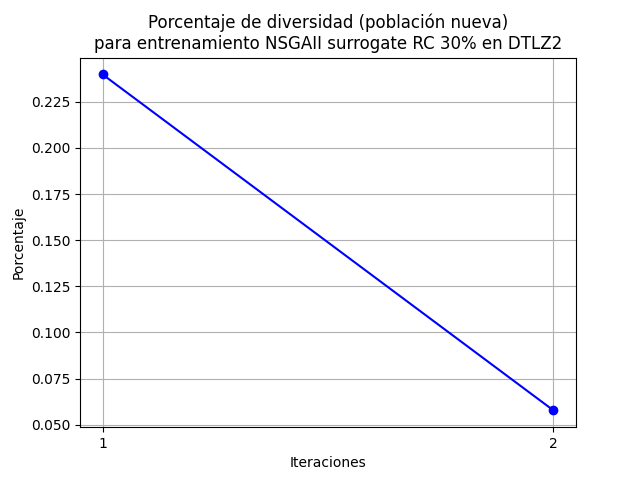 Porcentaje de diversidad (población nueva)
para entrenamiento NSGAII surrogate RC 30% en DTLZ2
0.225
0.200
0.175
0.150
0.125
0.100
0.075
0.050
Porcentaje
1
2
Iteraciones